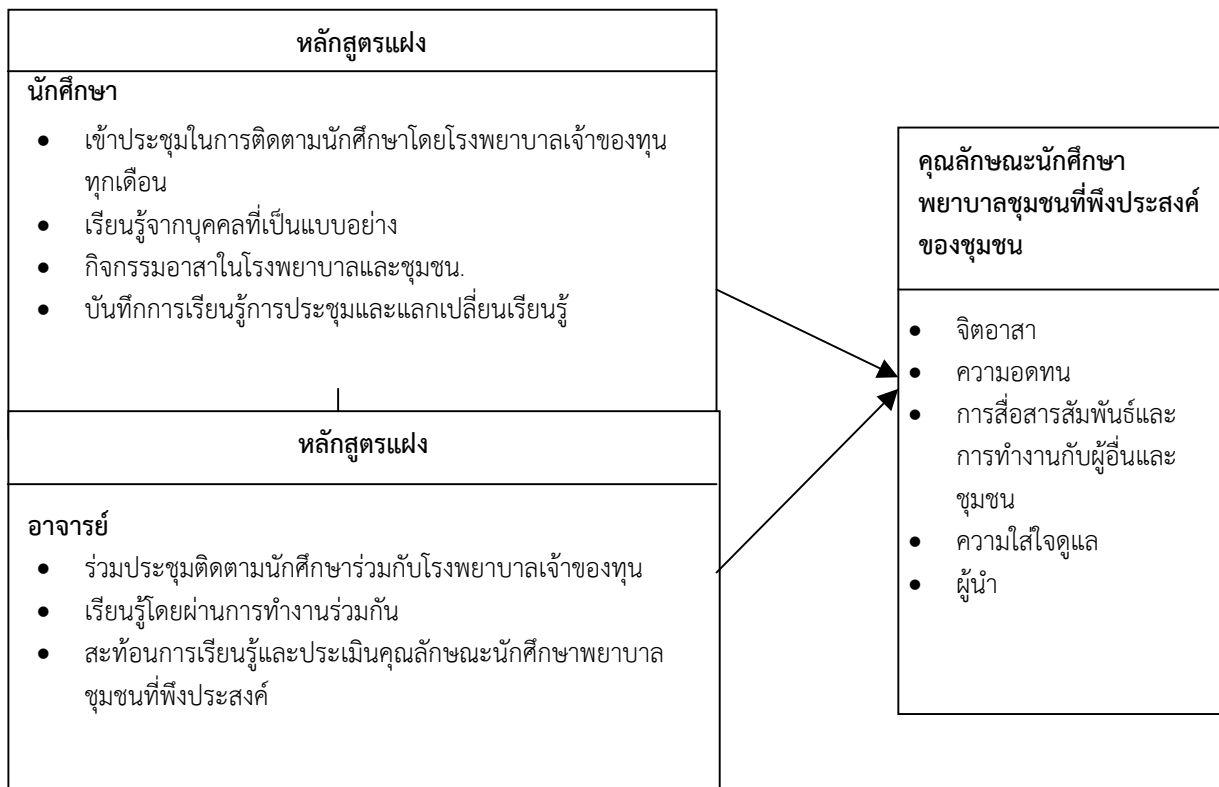 หลักสูตรแฝง
นักศึกษา
● เข้าประชุมในการติดตามนักศึกษาโดยโรงพยาบาลเจ้าของทุน
ทุกเดือน
● เรียนรู้จากบุคคลที่เป็นแบบอย่าง
● กิจกรรมอาสาในโรงพยาบาลและชุมชน.
● บันทึกการเรียนรู้การประชุมและแลกเปลี่ยนเรียนรู้
หลักสูตรแฝง
อาจารย์
● ร่วมประชุมติดตามนักศึกษาร่วมกับโรงพยาบาลเจ้าของทุน
● เรียนรู้โดยผ่านการทำงานร่วมกัน
● สะท้อนการเรียนรู้และประเมินคุณลักษณะนักศึกษาพยาบาล
ชุมชนที่พึงประสงค์
คุณลักษณะนักศึกษา
พยาบาลชุมชนที่พึงประสงค์
ของชุมชน
● จิตอาสา
● ความอดทน
● การสื่อสารสัมพันธ์และ
การทำงานกับผู้อื่นและ
ชุมชน
● ความใส่ใจดูแล
● ผู้นำ